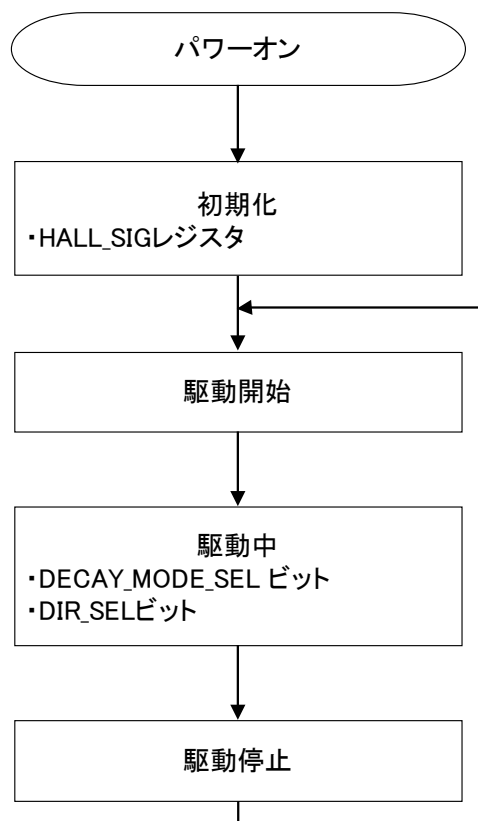 パワーオン
初期化
・HALL_SIGレジスタ
駆動開始
駆動中
・DECAY_MODE_SEL ビット
・DIR_SELビット
駆動停止